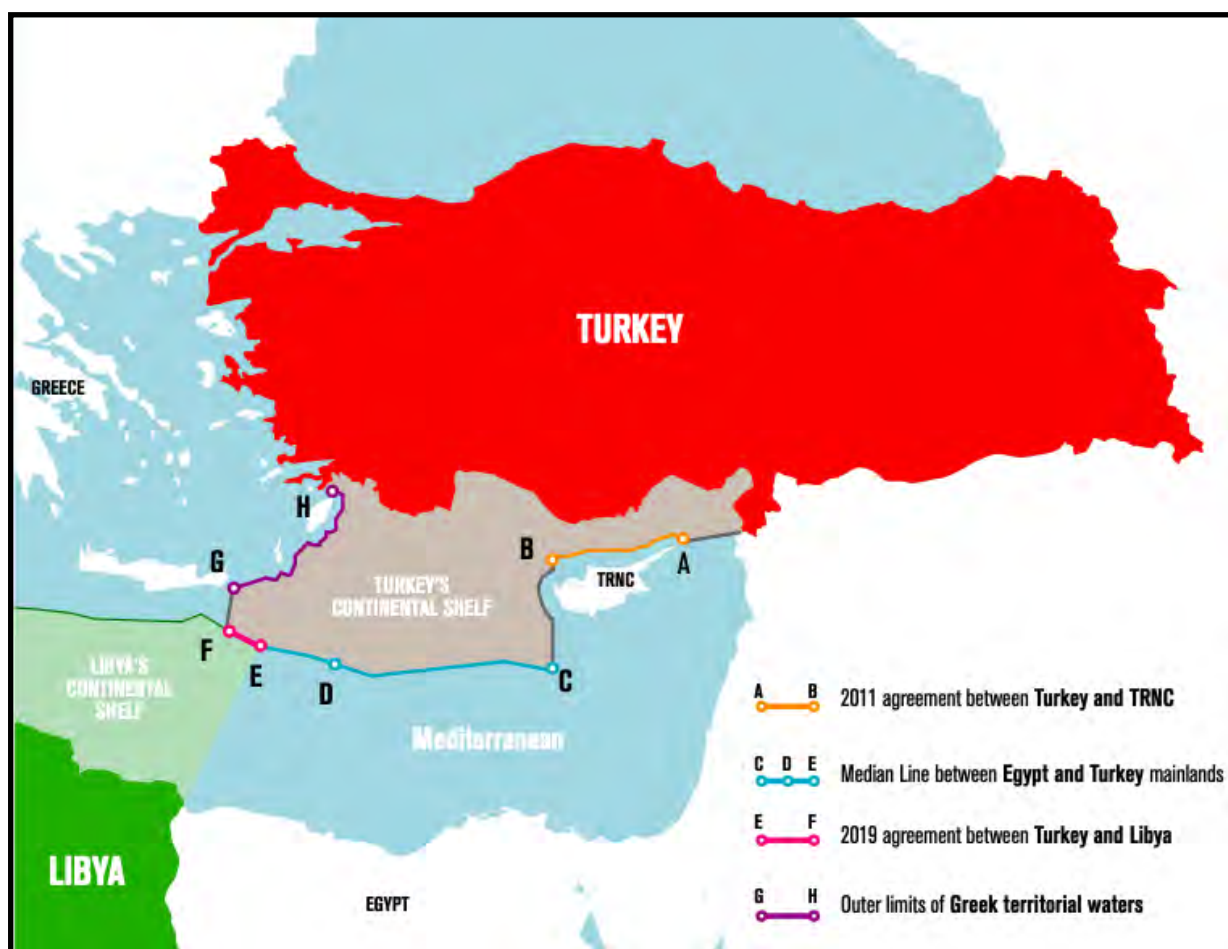 TURKEY
GREECE
H
B
A
G
TRNC
TURKEY'S
CONTINENTAL SHELF
F
E
D
C
LIBYA'S
CONTINENTAL
SHELF
Mediterranean
LIBYA
EGYPT
A B 2011 agreement between Turkey and TRNC
C D E Median Line between Egypt and Turkey mainlands
E F 2019 agreement between Turkey and Libya
G H Outer limits of Greek territorial waters